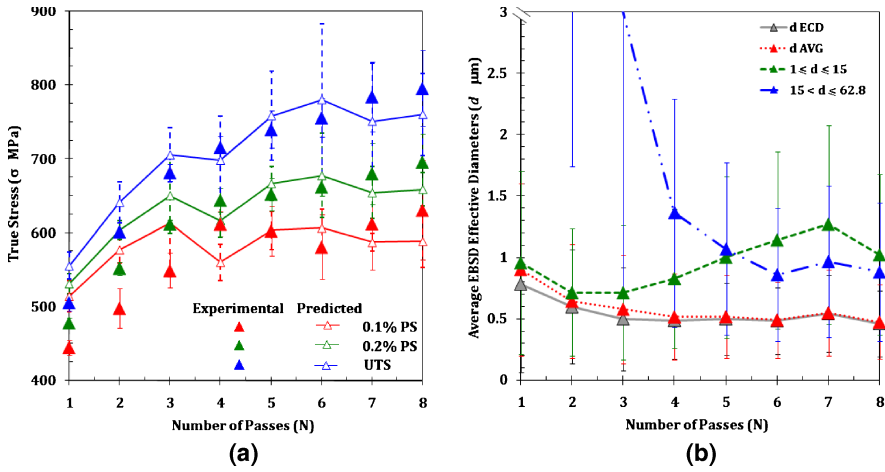 900
800
700
600
500
400
True Stress (σ MPa)
Experimental Predicted
0.1% PS
0.2% PS
UTS
1 2 3 4 5 6 7 8
Number of Passes (N)
(a)
3
2.5
2
1.5
1
0.5
0
Average EBSD Effective Diameters (d μm)
d ECD
d AVG
1 ⩽ d ⩽ 15
15 < d ⩽ 62.8
1 2 3 4 5 6 7 8
Number of Passes (N)
(b)